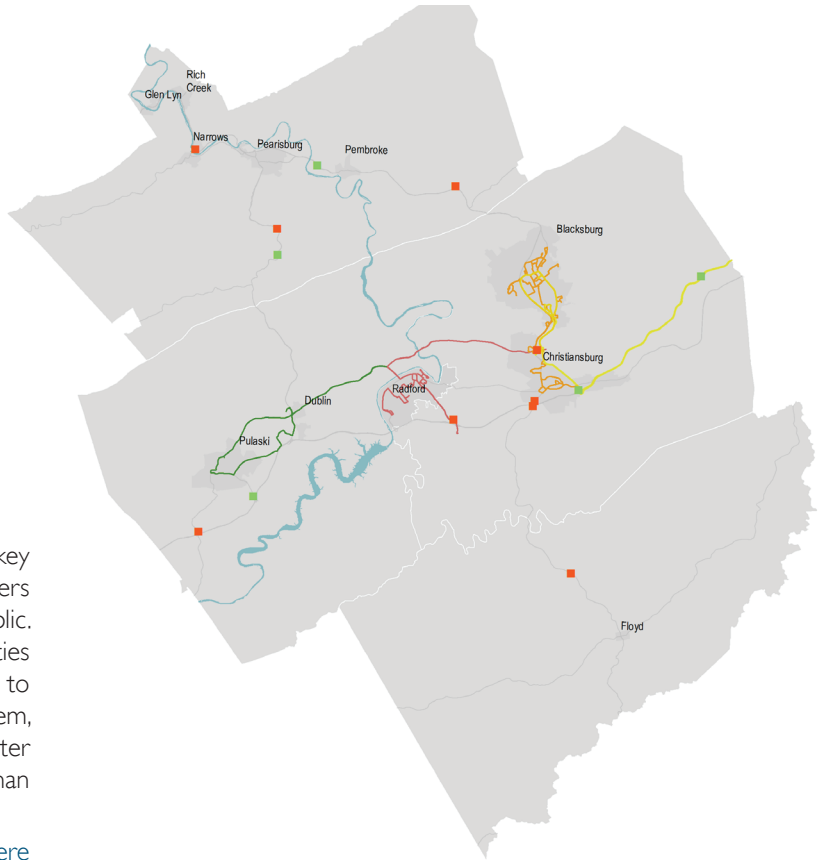 Rich
Creek
Glen Lyn
Narrows
Pearisburg
Pembroke
Blacksburg
Christiansburg
Radford
Dublin
Pulaski
Floyd
key
ers
blic.
ties
to
em,
ter
nan
ere